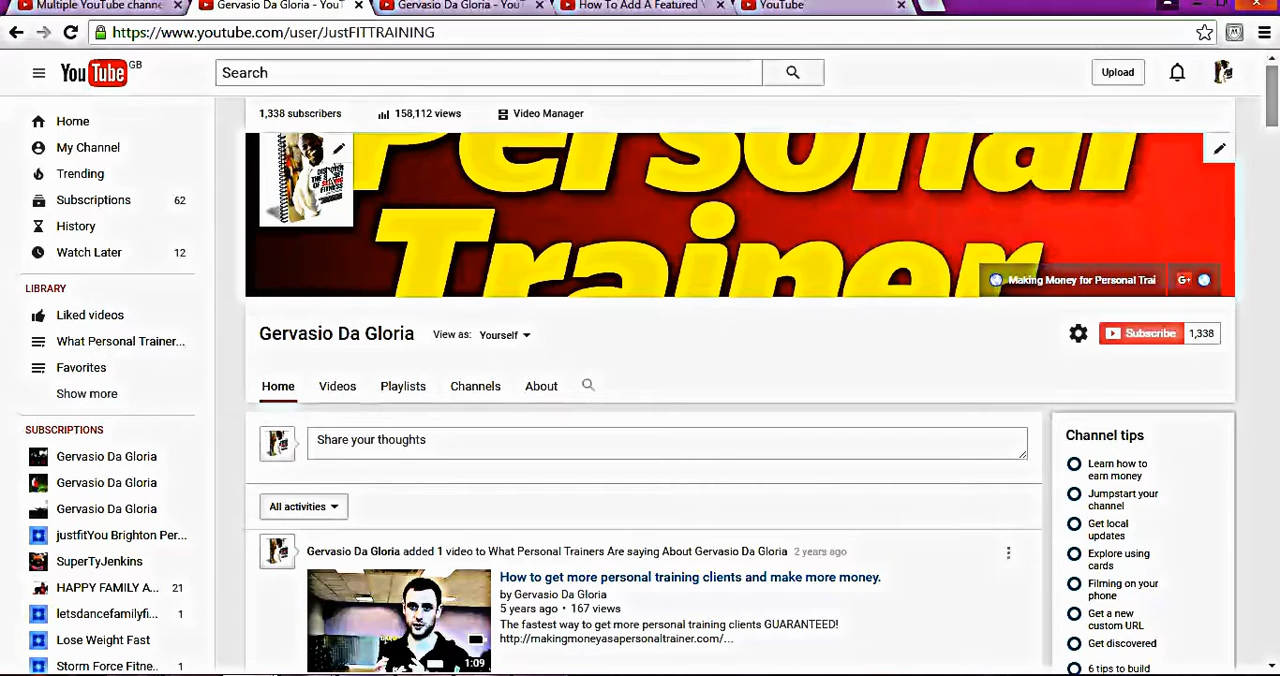 Multiple YouTube channe
Gervasio Da Gloria - YouT
Gervasio Da Gloria - YouT
How To Add A Featured
YouTube
https://www.youtube.com/user/JustFITTRAINING
YouTube GB
Search
Upload
1,338 subscribers
158,112 views
Video Manager
Home
My Channel
Trending
Subscriptions 62
History
Watch Later 12
LIBRARY
Liked videos
What Personal Trainer...
Favorites
Show more
SUBSCRIPTIONS
Gervasio Da Gloria
Gervasio Da Gloria
Gervasio Da Gloria
justfitYou Brighton Per...
SuperTyJenkins
HAPPY FAMILY A... 21
letsdancefamilyfi... 1
Lose Weight Fast
Storm Force Fitne... 1
Personal
Trainer
Making Money for Personal Trai
G+
Gervasio Da Gloria
View as: Yourself
Subscribe 1,338
Home
Videos
Playlists
Channels
About
Share your thoughts
All activities
Gervasio Da Gloria added 1 video to What Personal Trainers Are saying About Gervasio Da Gloria 2 years ago
How to get more personal training clients and make more money.
by Gervasio Da Gloria
5 years ago • 167 views
The fastest way to get more personal training clients GUARANTEED!
http://makingmoneyasapersonaltrainer.com/...
1:09
Channel tips
Learn how to
earn money
Jumpstart your
channel
Get local
updates
Explore using
cards
Filming on your
phone
Get a new
custom URL
Get discovered
6 tips to build